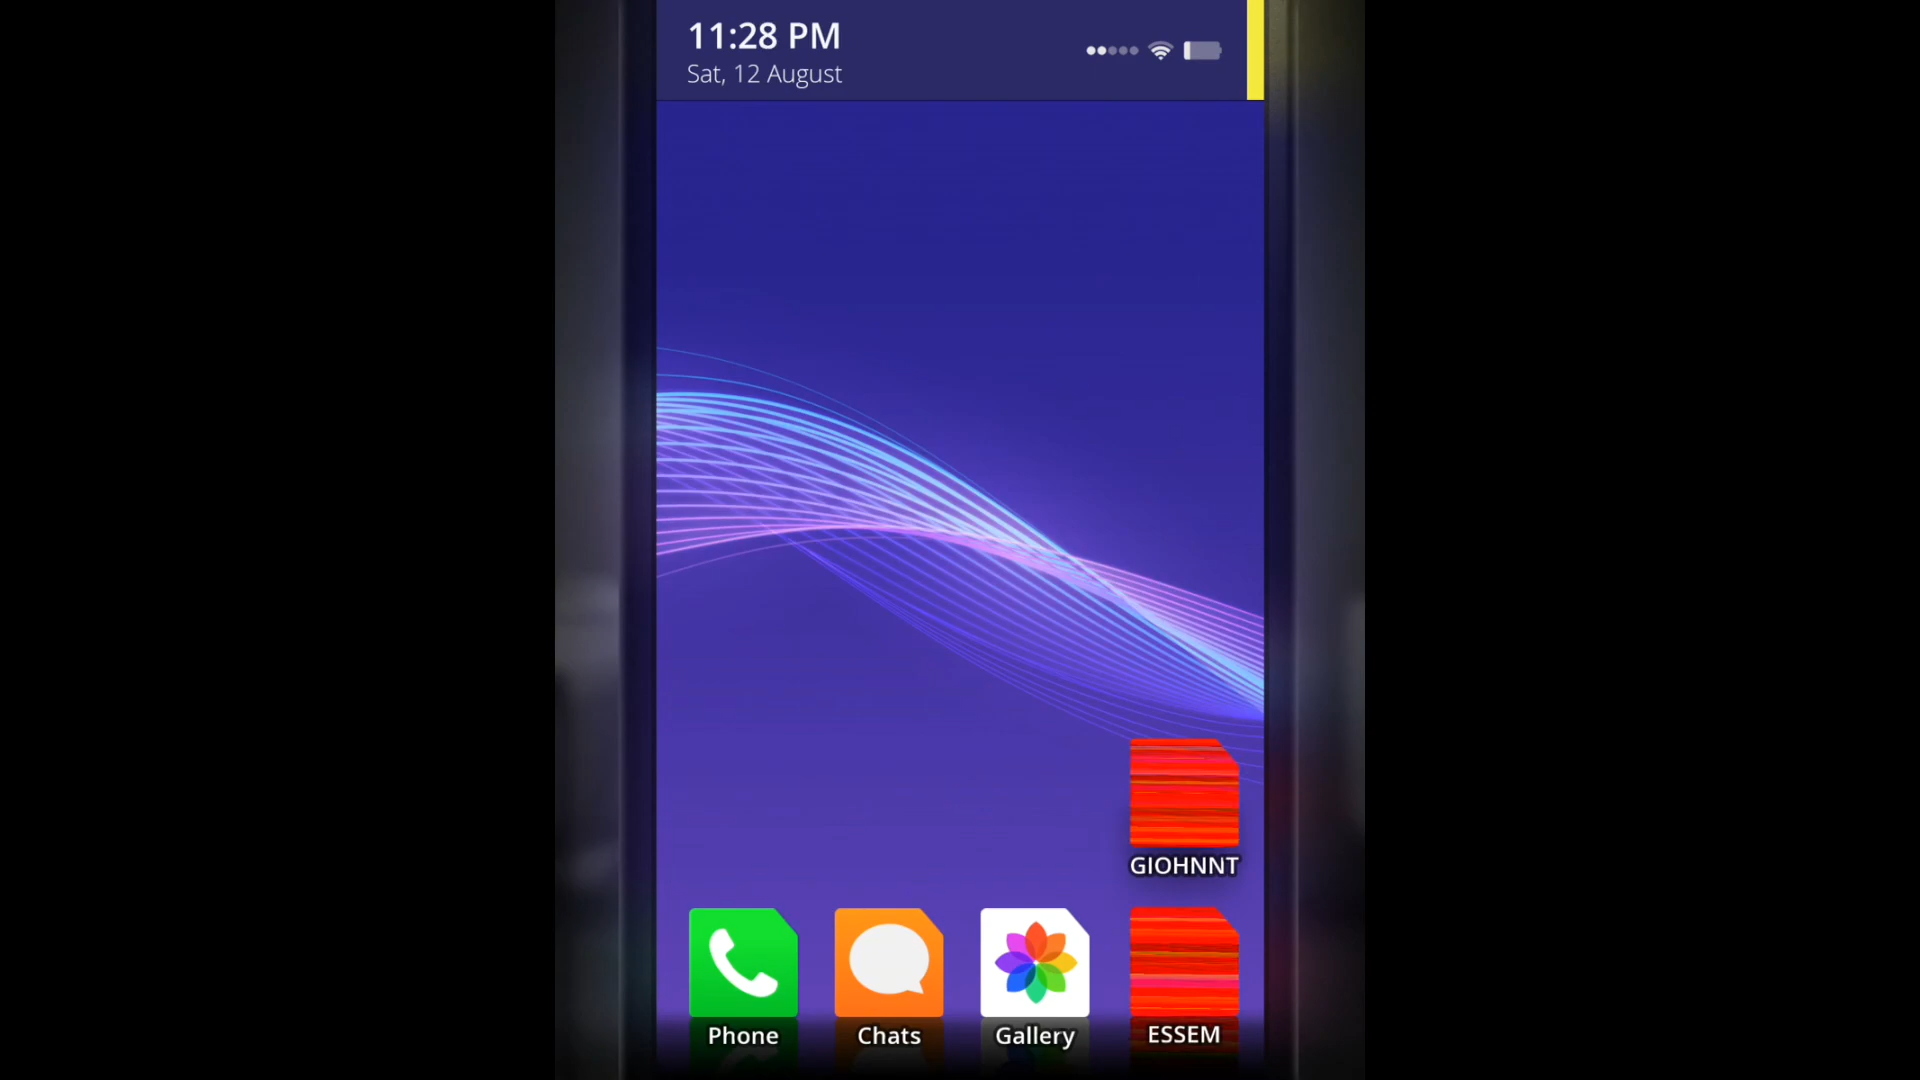 11:28 PM
Sat, 12 August
GIOHNNT
Phone
Chats
Gallery
ESSEM